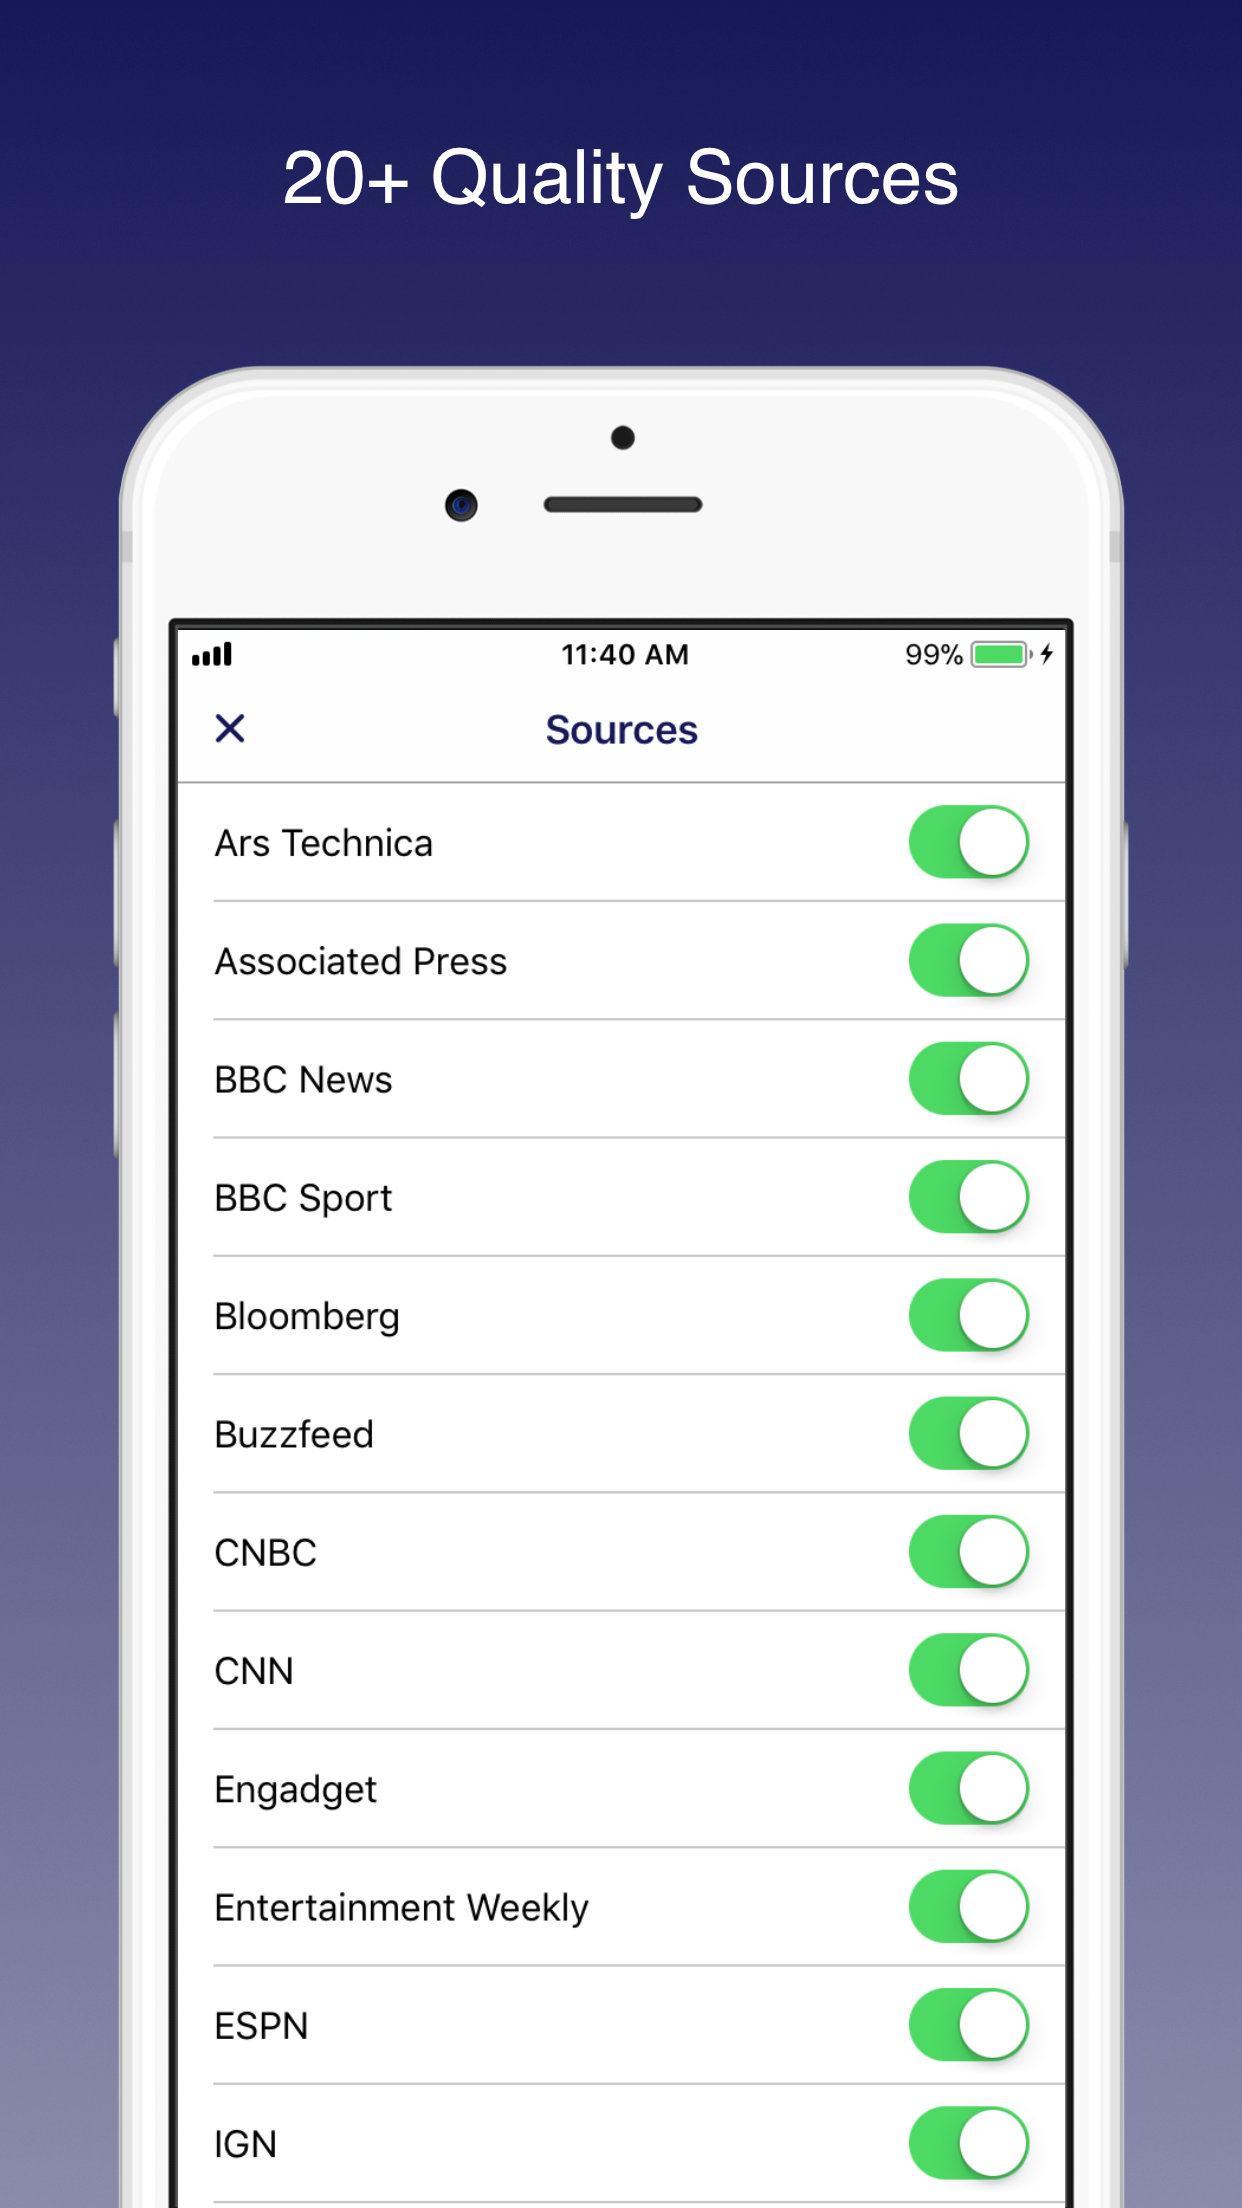 20+ Quality Sources
11:40 AM
99%
Sources
Ars Technica
Associated Press
BBC News
BBC Sport
Bloomberg
Buzzfeed
CNBC
CNN
Engadget
Entertainment Weekly
ESPN
IGN